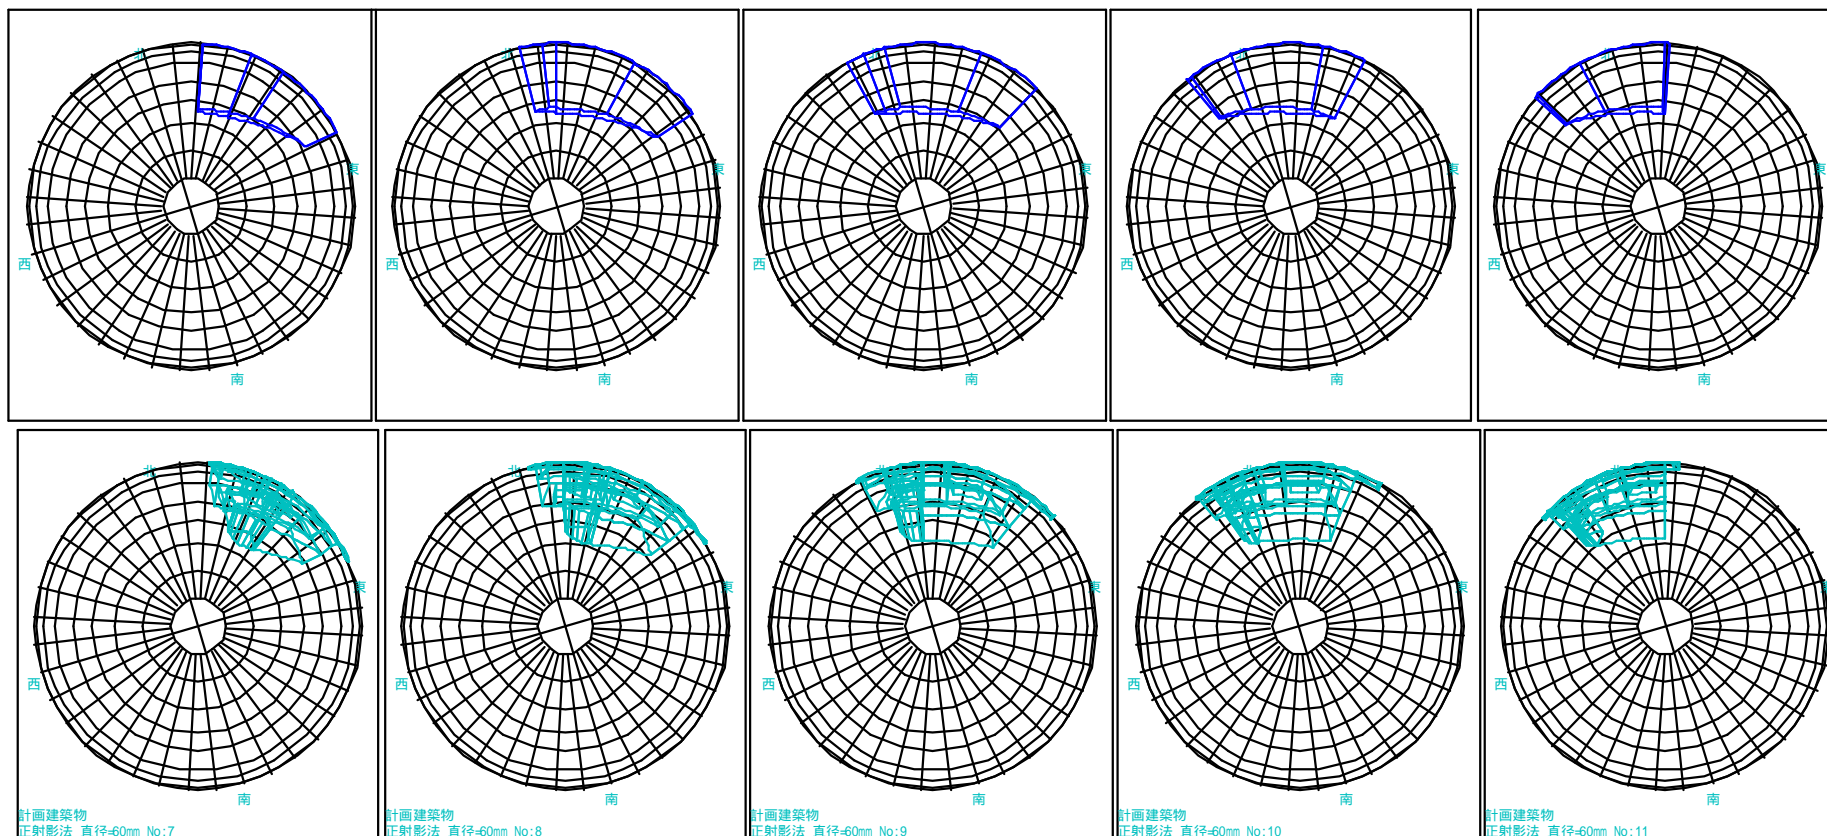 北 北 北 北 北
東 東 東 東 東
西 西 西 西 西
南 南 南 南 南
北 北 北 北 北
東 東 東 東
西 西 西 西 西
南 南 南 南 南
計画建築物 計画建築物 計画建築物 計画建築物 計画建築物
正射影法 直径=60mm No:7 正射影法 直径=60mm No:8 正射影法 直径=60mm No:9 正射影法 直径=60mm No:10 正射影法 直径=60mm No:11